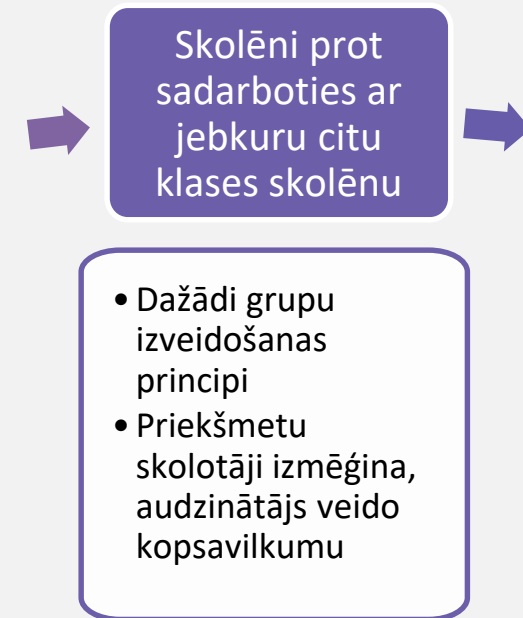 Skolēni prot
sadarboties ar
jebkuru citu
klases skolēnu
• Dažādi grupu
izveidošanas
principi
• Priekšmetu
skolotāji izmēģina,
audzinātājs veido
kopsavilkumu